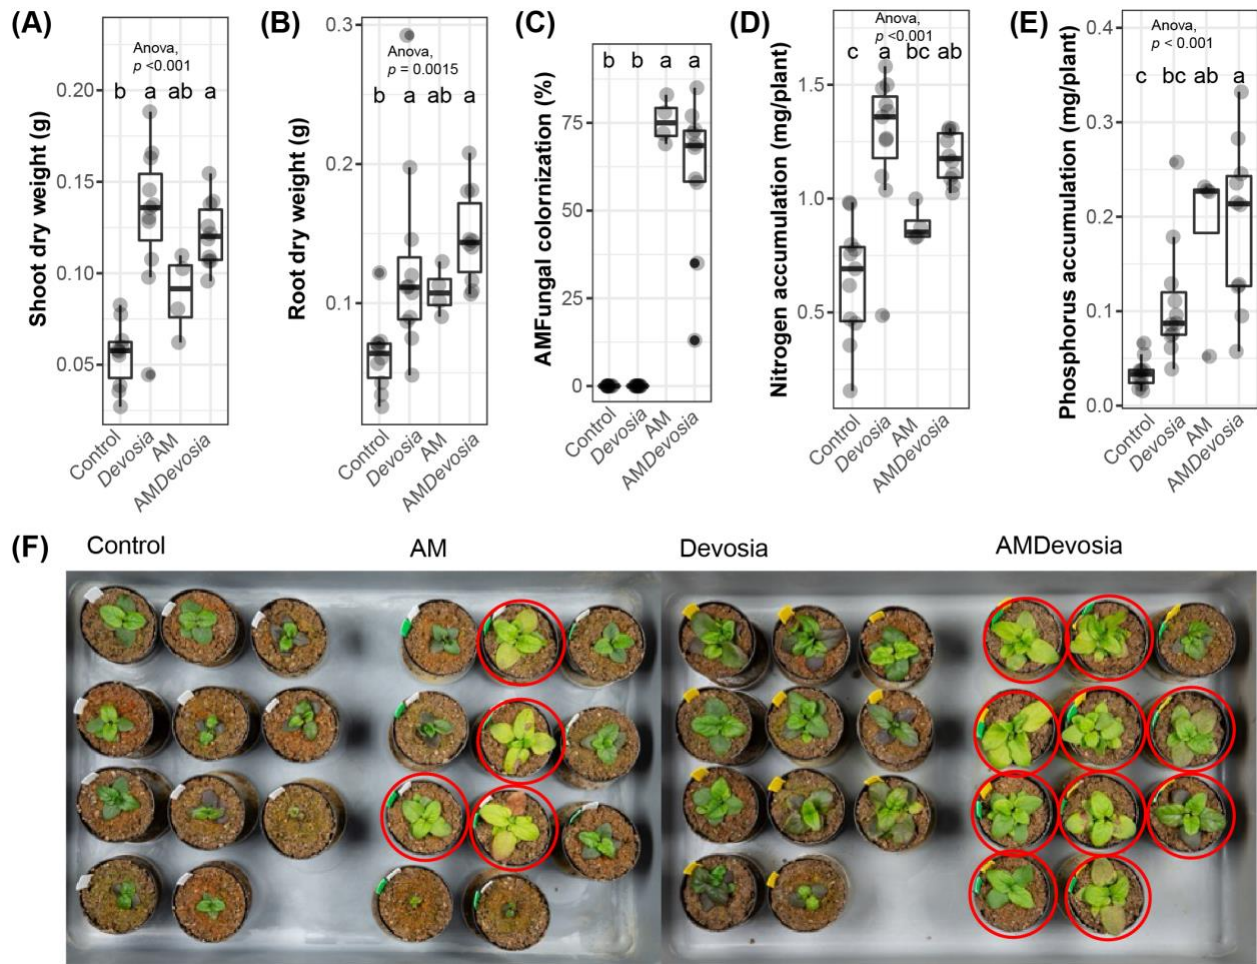 (A)
Shoot dry weight (g)
Anova,
p <0.001
b a ab a
0.20
0.15
0.10
0.05
Control
Devosia
AM
AMDevosia
(B)
Root dry weight (g)
Anova,
p = 0.0015
b a ab a
0.3
0.2
0.1
Control
Devosia
AM
AMDevosia
(C)
AMFungal colornization (%)
b b a a
75
50
25
0
Control
Devosia
AM
AMDevosia
(D)
Nitrogen accumulation (mg/plant)
Anova,
p <0.001
c a bc ab
1.5
1.0
0.5
Control
Devosia
AM
AMDevosia
(E)
Phosphorus accumulation (mg/plant)
Anova,
p < 0.001
c bc ab a
0.4
0.3
0.2
0.1
0.0
Control
Devosia
AM
AMDevosia
(F)
Control AM Devosia AMDevosia